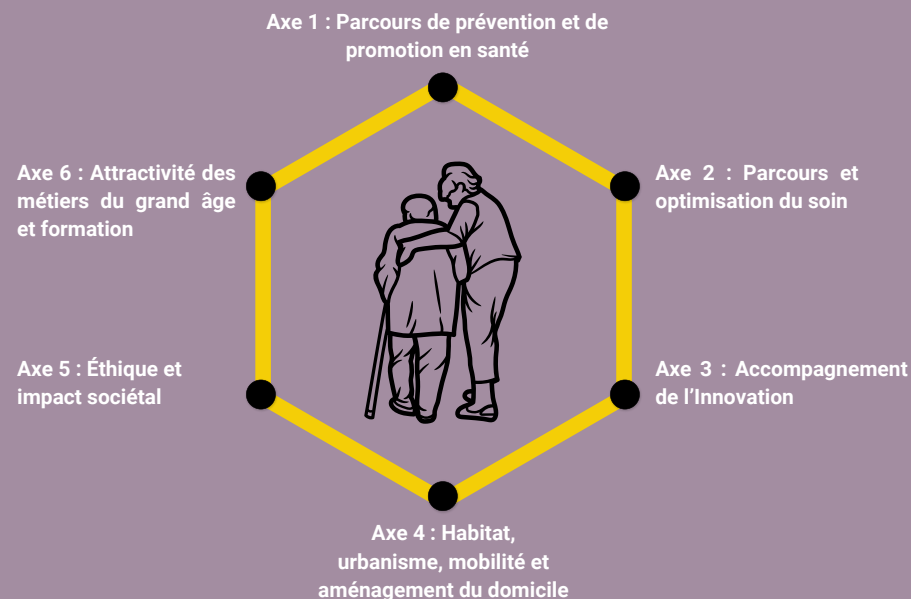 Axe 1 : Parcours de prévention et de
promotion en santé
Axe 2 : Parcours et
optimisation du soin
Axe 3 : Accompagnement
de l’Innovation
Axe 4 : Habitat,
urbanisme, mobilité et
aménagement du domicile
Axe 5 : Éthique et
impact sociétal
Axe 6 : Attractivité des
métiers du grand âge
et formation